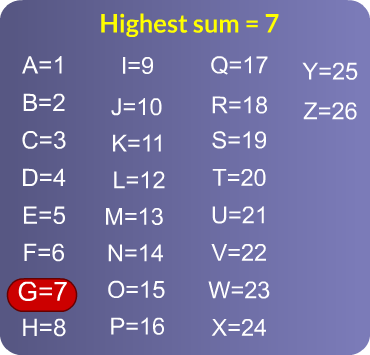 Highest sum = 7
A=1
B=2
C=3
D=4
E=5
F=6
G=7
H=8
I=9
J=10
K=11
L=12
M=13
N=14
O=15
P=16
Q=17
R=18
S=19
T=20
U=21
V=22
W=23
X=24
Y=25
Z=26